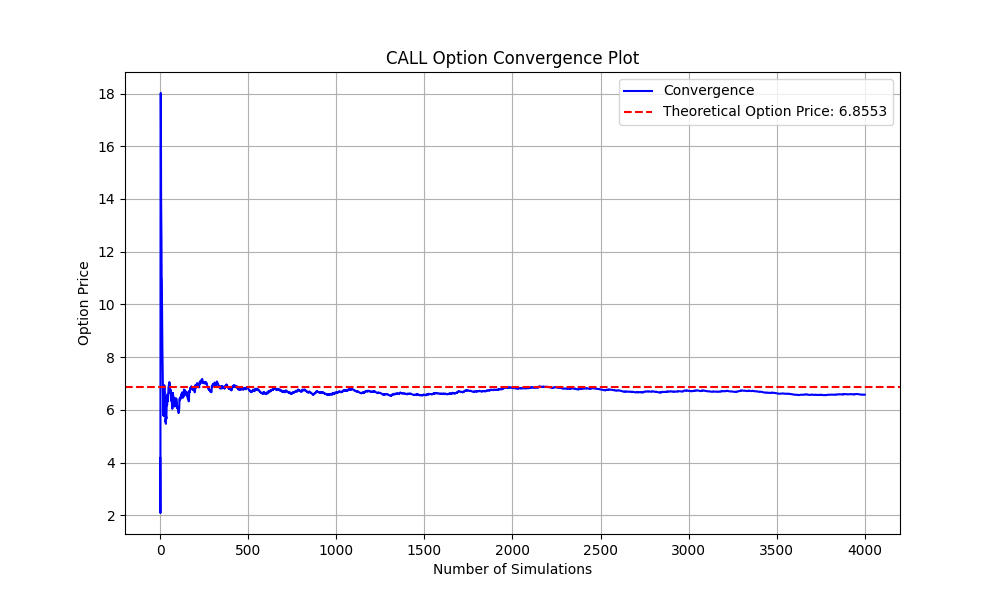 CALL Option Convergence Plot
Convergence
Theoretical Option Price: 6.8553
18
16
14
12
10
8
6
4
2
Option Price
0 500 1000 1500 2000 2500 3000 3500 4000
Number of Simulations